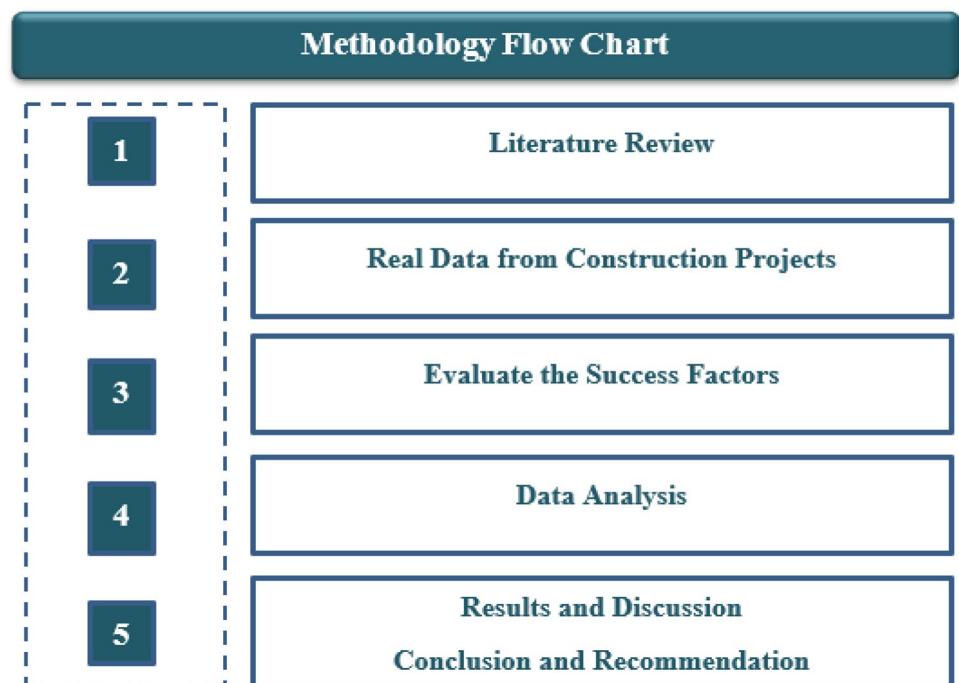 Methodology Flow Chart
1
Literature Review
2
Real Data from Construction Projects
3
Evaluate the Success Factors
4
Data Analysis
5
Results and Discussion
Conclusion and Recommendation